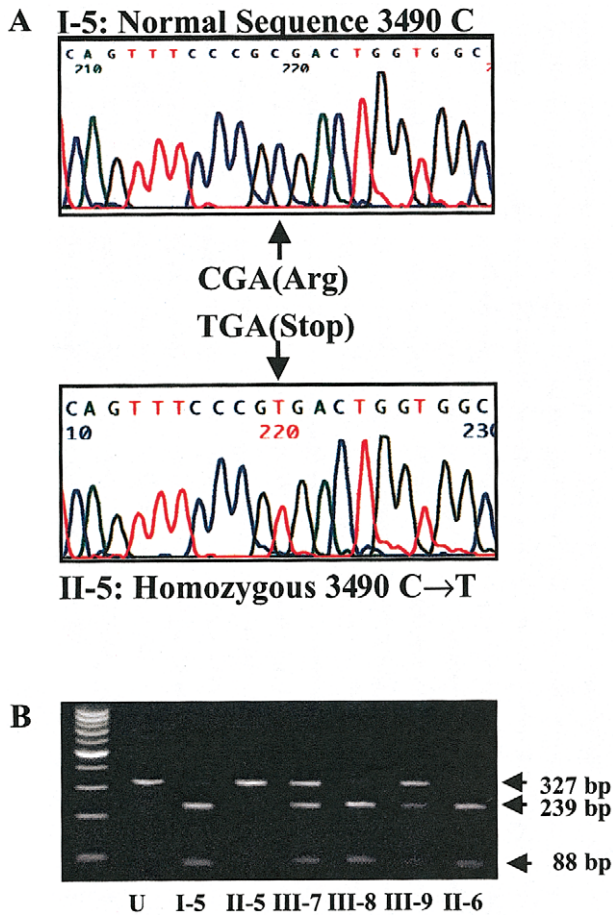 A I-5: Normal Sequence 3490 C
C A G T T T C C C G C G A C T G G T G G C
210 220
CGA(Arg)
TGA(Stop)
C A G T T T C C C G T G A C T G G T G G C
10 220 230
II-5: Homozygous 3490 C→T
B
327 bp
239 bp
88 bp
U I-5 II-5 III-7 III-8 III-9 II-6